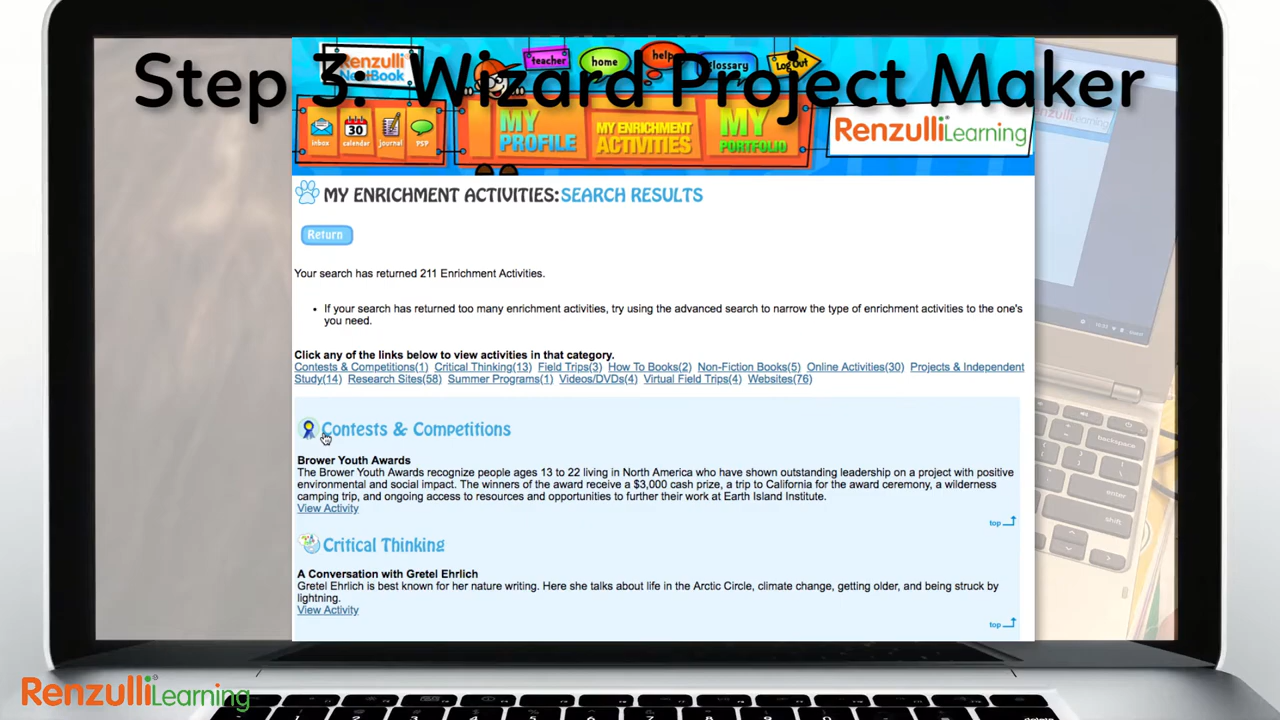 Step 3: Wizard Project Maker
Renzulli
NetBook
teacher
home
help
glossary
Log Out
inbox
30
calendar
journal
PSP
MY
PROFILE
MY ENRICHMENT
ACTIVITIES
MY
PORTFOLIO
RenzulliLearning
MY ENRICHMENT ACTIVITIES: SEARCH RESULTS
Return
Your search has returned 211 Enrichment Activities.
• If your search has returned too many enrichment activities, try using the advanced search to narrow the type of enrichment activities to the one's
you need.
Click any of the links below to view activities in that category.
Contests & Competitions(1) Critical Thinking(13) Field Trips(3) How To Books(2) Non-Fiction Books(5) Online Activities(30) Projects & Independent
Study(14) Research Sites(58) Summer Programs(1) Videos/DVDs(4) Virtual Field Trips(4) Websites(76)
Contests & Competitions
Brower Youth Awards
The Brower Youth Awards recognize people ages 13 to 22 living in North America who have shown outstanding leadership on a project with positive
environmental and social impact. The winners of the award receive a $3,000 cash prize, a trip to California for the award ceremony, a wilderness
camping trip, and ongoing access to resources and opportunities to further their work at Earth Island Institute.
View Activity
top
Critical Thinking
A Conversation with Gretel Ehrlich
Gretel Ehrlich is best known for her nature writing. Here she talks about life in the Arctic Circle, climate change, getting older, and being struck by
lightning.
View Activity
top
backspace
enter
shift
RenzulliLearning
delete